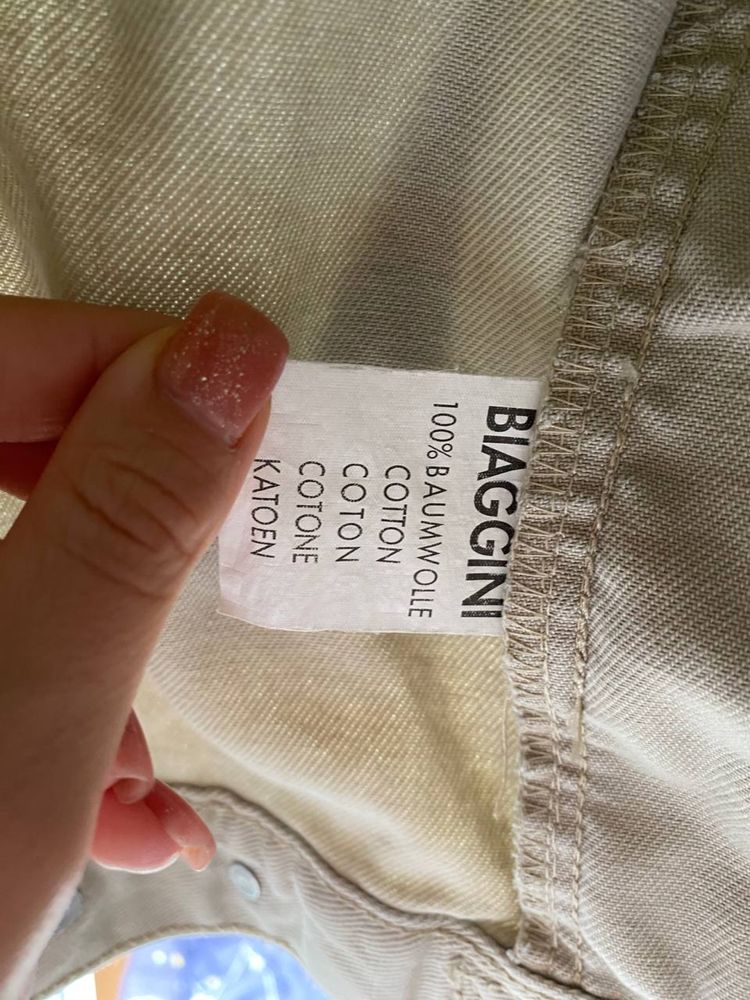 BIAGGINI
100% BAUMWOLLE
COTTON
COTON
COTONE
KATOEN